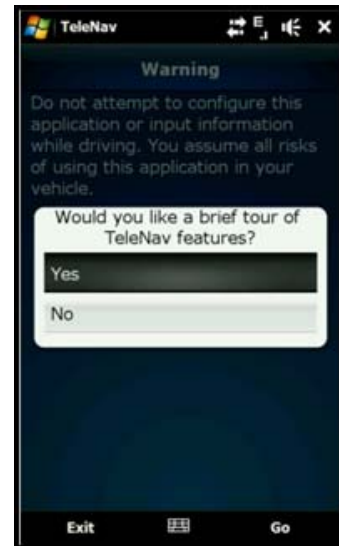 TeleNav
E
Warning
Do not attempt to configure this
application or input information
while driving. You assume all risks
of using this application in your
vehicle.
Would you like a brief tour of
TeleNav features?
Yes
No
Exit
Go